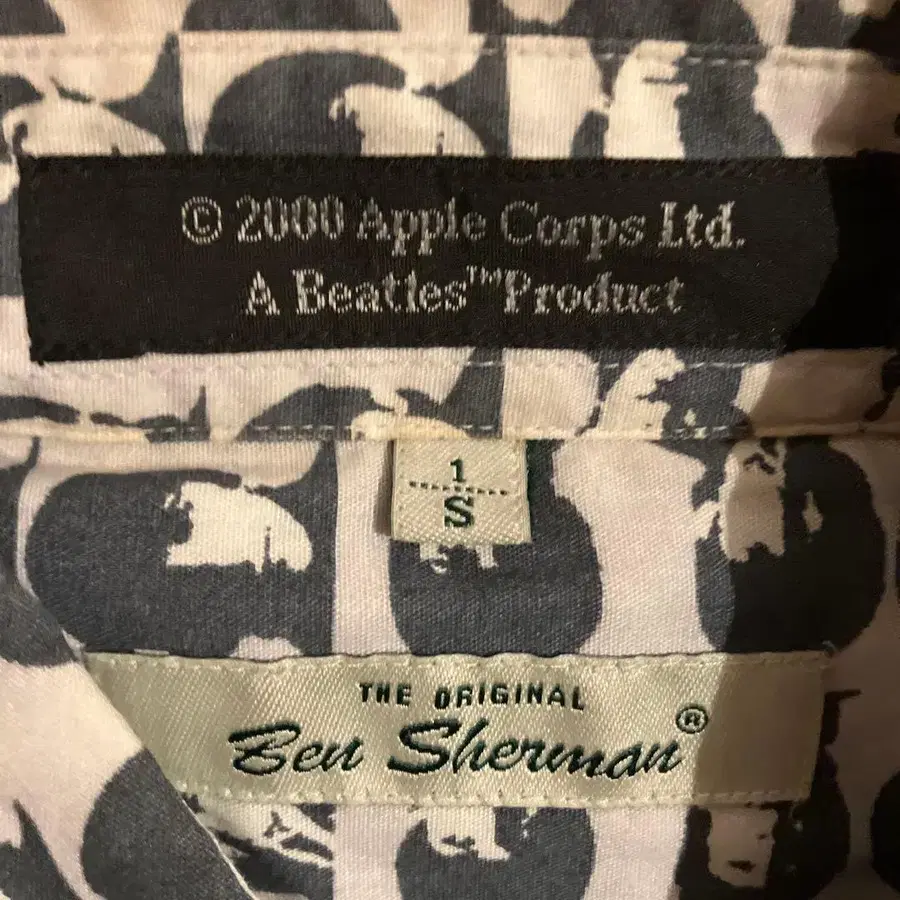 © 2000 Apple Corps Ltd.
A Beatles™ Product
1
S
THE ORIGINAL
Ben Sherman®